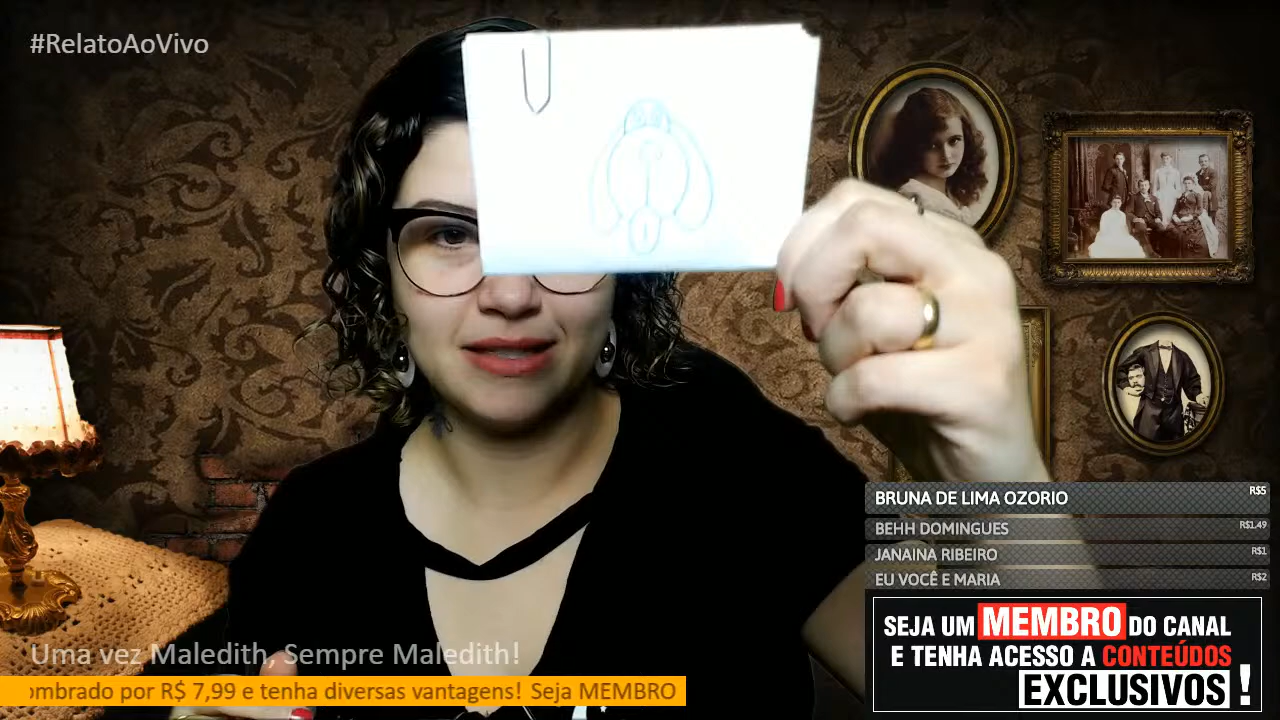 #RelatoAoVivo
BRUNA DE LIMA OZORIO R$5
BEHH DOMINGUES R$1.49
JANAINA RIBEIRO R$1
EU VOCÊ E MARIA R$2
SEJA UM MEMBRO DO CANAL
E TENHA ACESSO A CONTEÚDOS
EXCLUSIVOS!
Uma vez Maledith, Sempre Maledith!
ombrado por R$ 7,99 e tenha diversas vantagens! Seja MEMBRO